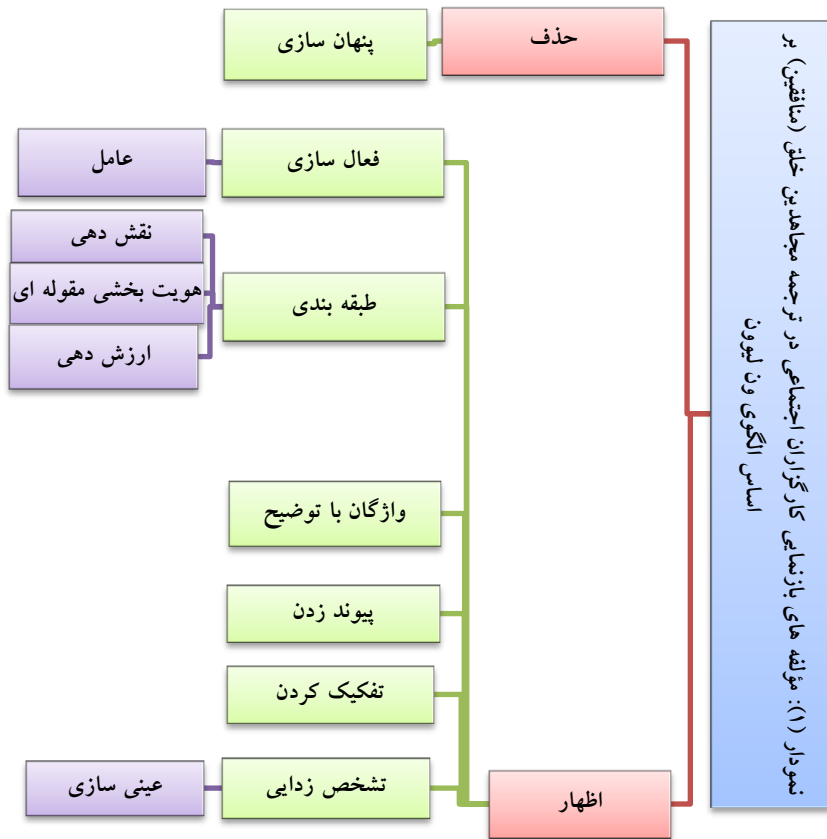 نمودار (۱): مؤلفه های بازنمایی کارگزاران اجتماعی در ترجمه مجاهدین خلق (منافقین) بر
اساس الگوی ون لیوون
حذف
پنهان سازی
اظهار
فعال سازی
عامل
طبقه بندی
نقش دهی
هویت بخشی مقوله ای
ارزش دهی
واژگان با توضیح
پیوند زدن
تفکیک کردن
تشخص زدایی
عینی سازی